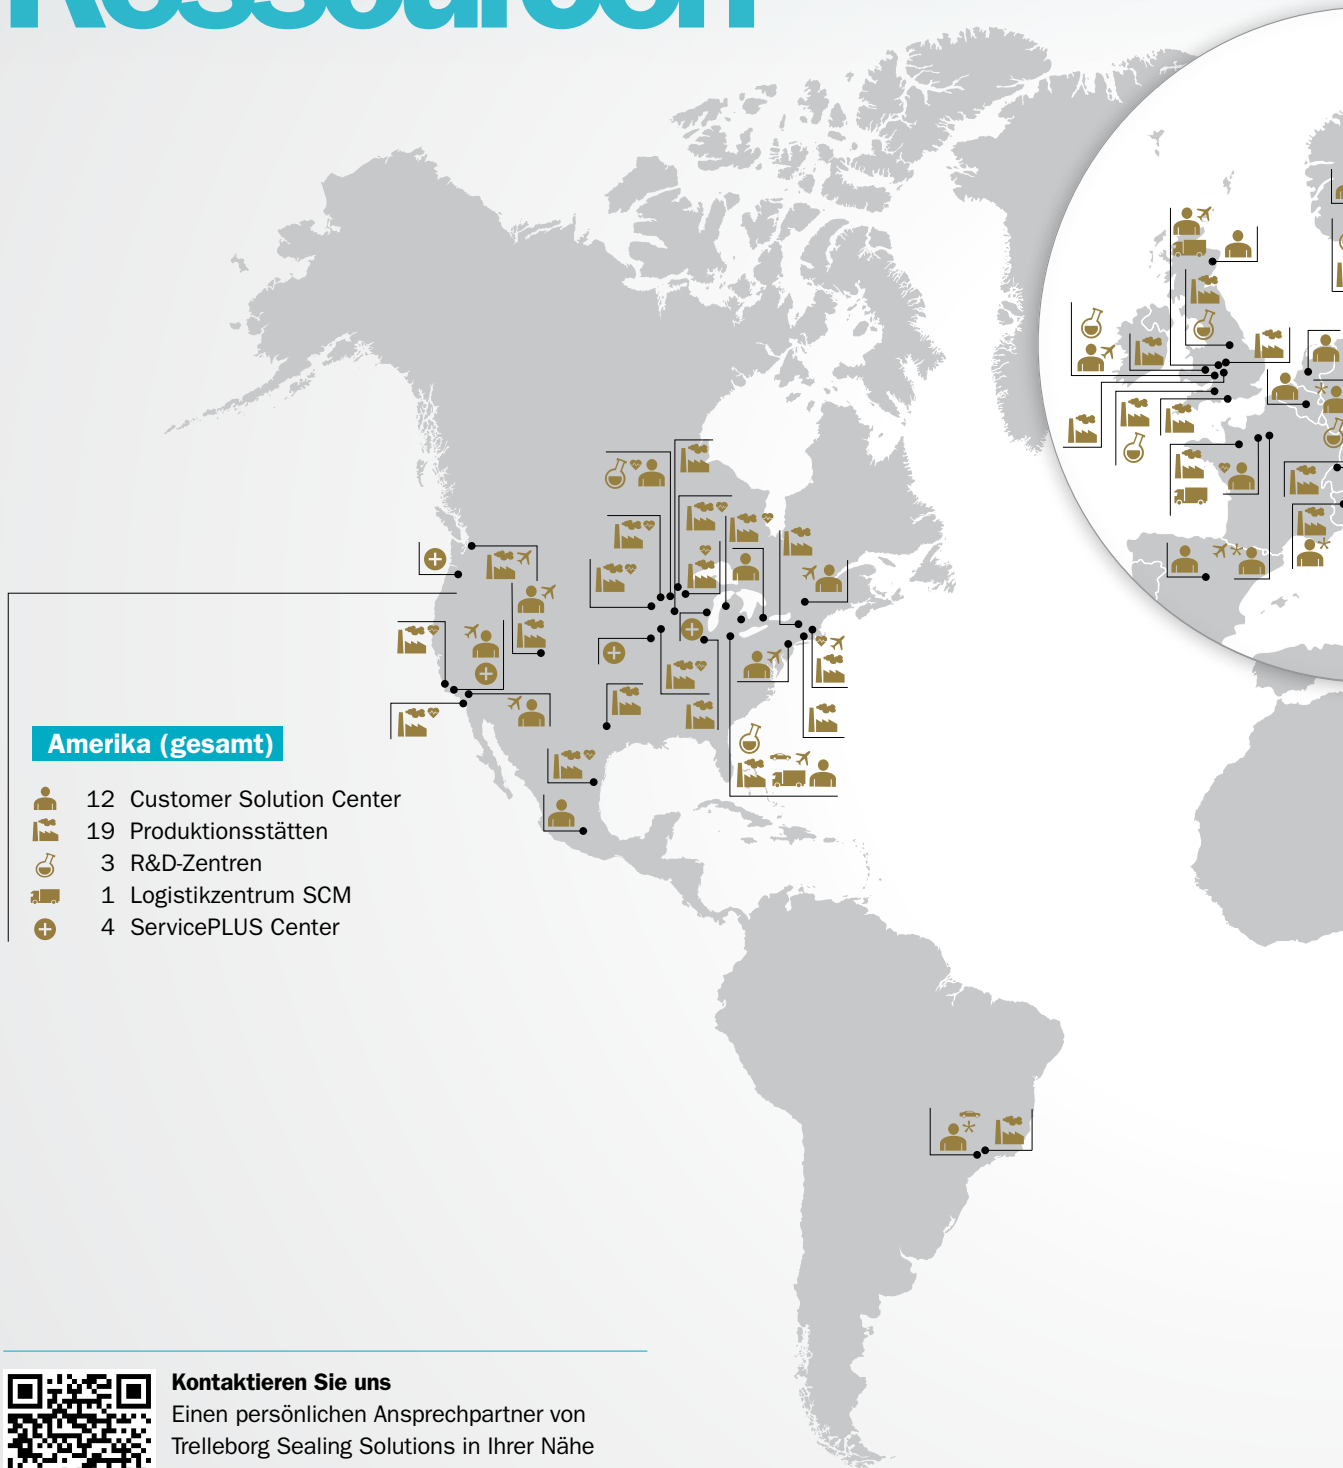 Ressourcen
Amerika (gesamt)
12 Customer Solution Center
19 Produktionsstätten
3 R&D-Zentren
1 Logistikzentrum SCM
4 ServicePLUS Center
Kontaktieren Sie uns
Einen persönlichen Ansprechpartner von
Trelleborg Sealing Solutions in Ihrer Nähe